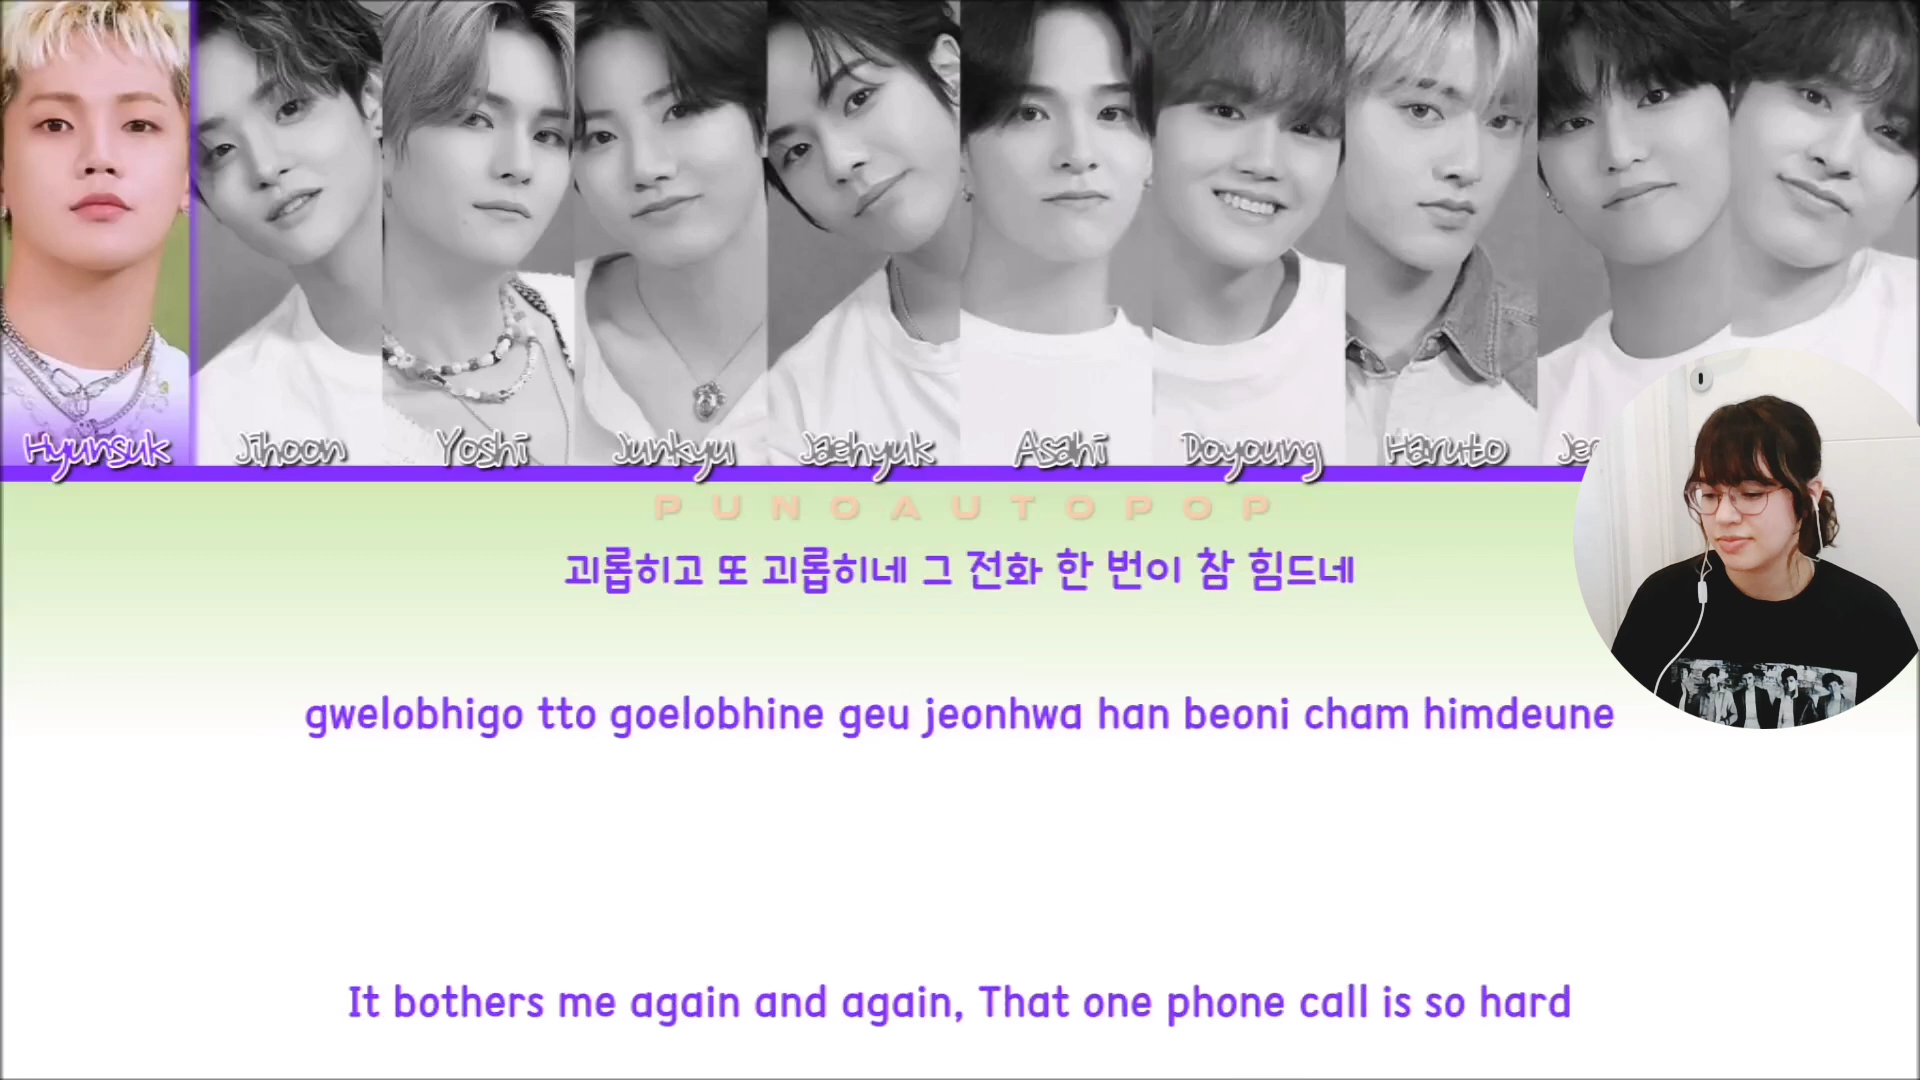 Hyunsuk Jihoon Yoshi Junkyu Jaehyuk Asahi Doyoung Haruto
PUNOAUTOPOP
괴롭히고 또 괴롭히네 그 전화 한 번이 참 힘드네
gwelobhigo tto goelobhine geu jeonhwa han beoni cham himdeune
It bothers me again and again, That one phone call is so hard